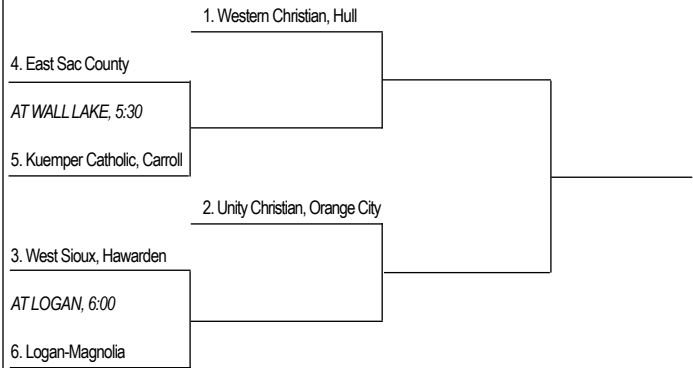 1. Western Christian, Hull
4. East Sac County
AT WALL LAKE, 5:30
5. Kuemper Catholic, Carroll
2. Unity Christian, Orange City
3. West Sioux, Hawarden
AT LOGAN, 6:00
6. Logan-Magnolia